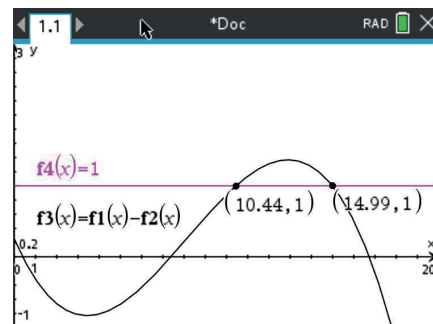 1.1
*Doc
RAD
3 y
f4(x)=1
f3(x)=f1(x)-f2(x)
(10.44,1)
(14.99,1)
0.2
x
0
1
20
-1